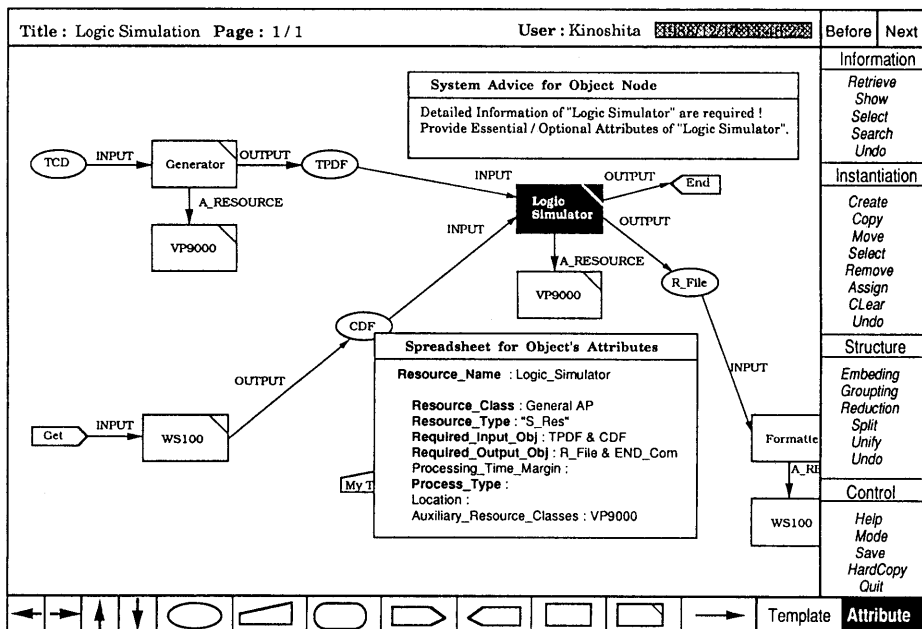 Title : Logic Simulation Page : 1 / 1
User : Kinoshita
Before Next
System Advice for Object Node
Detailed Information of "Logic Simulator" are required !
Provide Essential / Optional Attributes of "Logic Simulator".
TCD
INPUT
Generator
OUTPUT
TPDF
INPUT
A_RESOURCE
VP9000
Logic
Simulator
OUTPUT
End
OUTPUT
INPUT
A_RESOURCE
VP9000
R_File
CDF
OUTPUT
INPUT
Get
INPUT
WS100
Formatte
A_RE
WS100
My T
Spreadsheet for Object's Attributes
Resource_Name : Logic_Simulator
Resource_Class : General AP
Resource_Type : "S_Res"
Required_Input_Obj : TPDF & CDF
Required_Output_Obj : R_File & END_Com
Processing_Time_Margin :
Process_Type :
Location :
Auxiliary_Resource_Classes : VP9000
Information
Retrieve
Show
Select
Search
Undo
Instantiation
Create
Copy
Move
Select
Remove
Assign
CLear
Undo
Structure
Embeding
Groupting
Reduction
Split
Unify
Undo
Control
Help
Mode
Save
HardCopy
Quit
Template Attribute